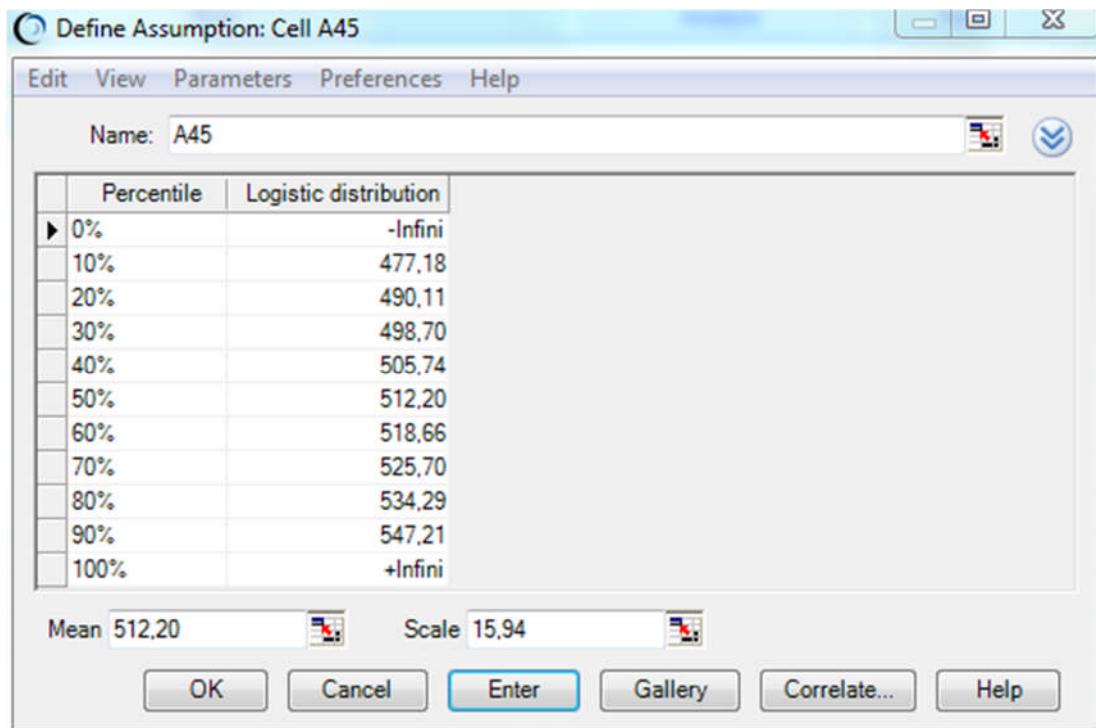 Define Assumption: Cell A45
Edit View Parameters Preferences Help
Name: A45
Percentile Logistic distribution
0% -Infini
10% 477,18
20% 490,11
30% 498,70
40% 505,74
50% 512,20
60% 518,66
70% 525,70
80% 534,29
90% 547,21
100% +Infini
Mean 512,20 Scale 15,94
OK Cancel Enter Gallery Correlate... Help